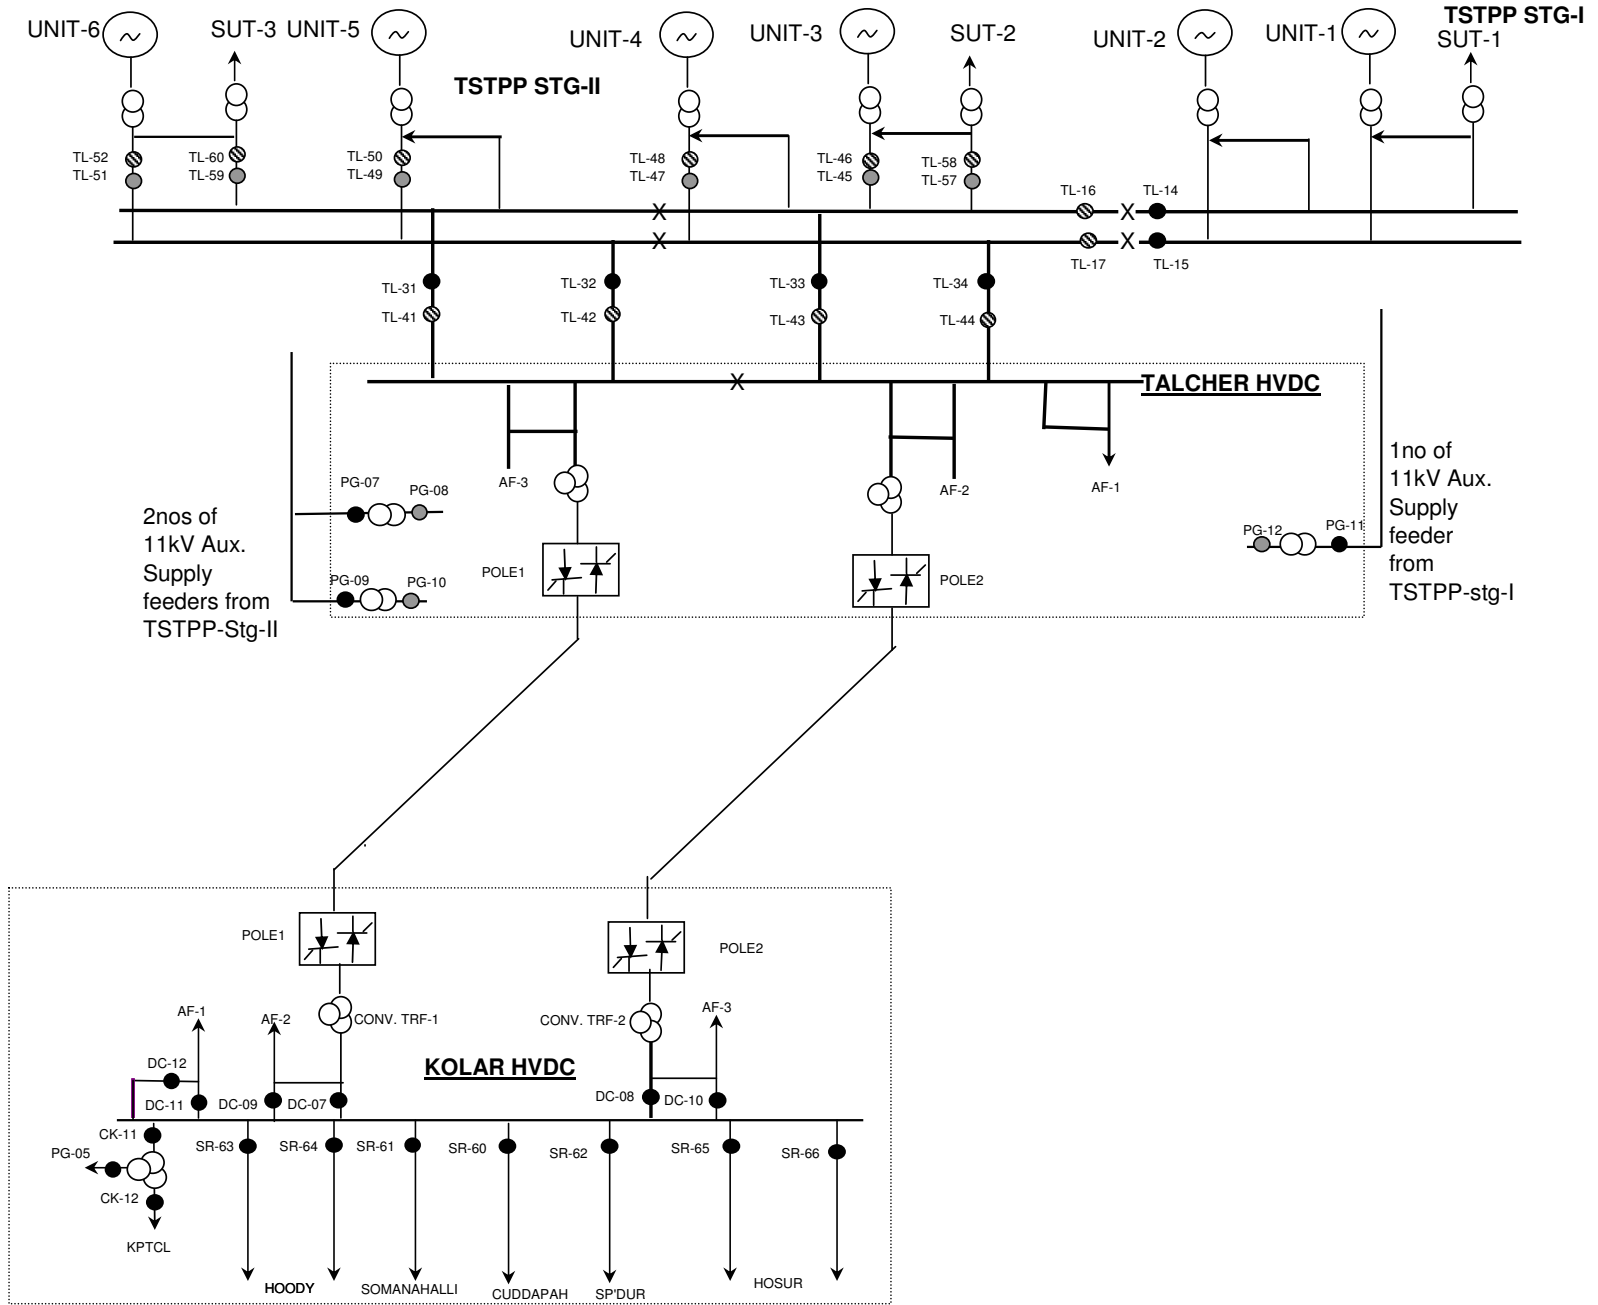 TSTPP STG-I
UNIT-6
SUT-3
UNIT-5
UNIT-4
UNIT-3
SUT-2
UNIT-2
UNIT-1
SUT-1
TSTPP STG-II
TL-52
TL-60
TL-50
TL-48
TL-46
TL-58
TL-51
TL-59
TL-49
TL-47
TL-45
TL-57
TL-16
TL-14
X
X
X
X
TL-17
TL-15
TL-31
TL-32
TL-33
TL-34
TL-41
TL-42
TL-43
TL-44
X
TALCHER HVDC
AF-3
AF-2
AF-1
PG-07
PG-08
PG-09
PG-10
POLE1
POLE2
PG-12
PG-11
2nos of
11kV Aux.
Supply
feeders from
TSTPP-Stg-II
1no of
11kV Aux.
Supply
feeder
from
TSTPP-stg-I
POLE1
POLE2
AF-1
AF-2
CONV. TRF-1
CONV. TRF-2
AF-3
KOLAR HVDC
DC-12
DC-11
DC-09
DC-07
DC-08
DC-10
CK-11
PG-05
CK-12
KPTCL
SR-63
SR-64
SR-61
SR-60
SR-62
SR-65
SR-66
HOODY
SOMANAHALLI
CUDDAPAH
SP'DUR
HOSUR